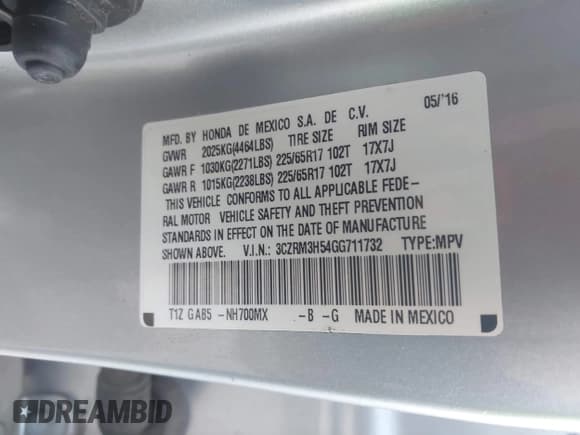 MFD. BY HONDA DE MEXICO S.A. DE C.V. 05/'16
GVWR 2025KG(4464LBS) TIRE SIZE RIM SIZE
GAWR F 1030KG(2271LBS) 225/65R17 102T 17X7J
GAWR R 1015KG(2238LBS) 225/65R17 102T 17X7J
THIS VEHICLE CONFORMS TO ALL APPLICABLE FEDE-
RAL MOTOR VEHICLE SAFETY AND THEFT PREVENTION
STANDARDS IN EFFECT ON THE DATE OF MANUFACTURE
SHOWN ABOVE. V.I.N.: 3CZRM3H54GG711732 TYPE:MPV
T1Z GAB5 -NH700MX -B -G MADE IN MEXICO
DREAMBID